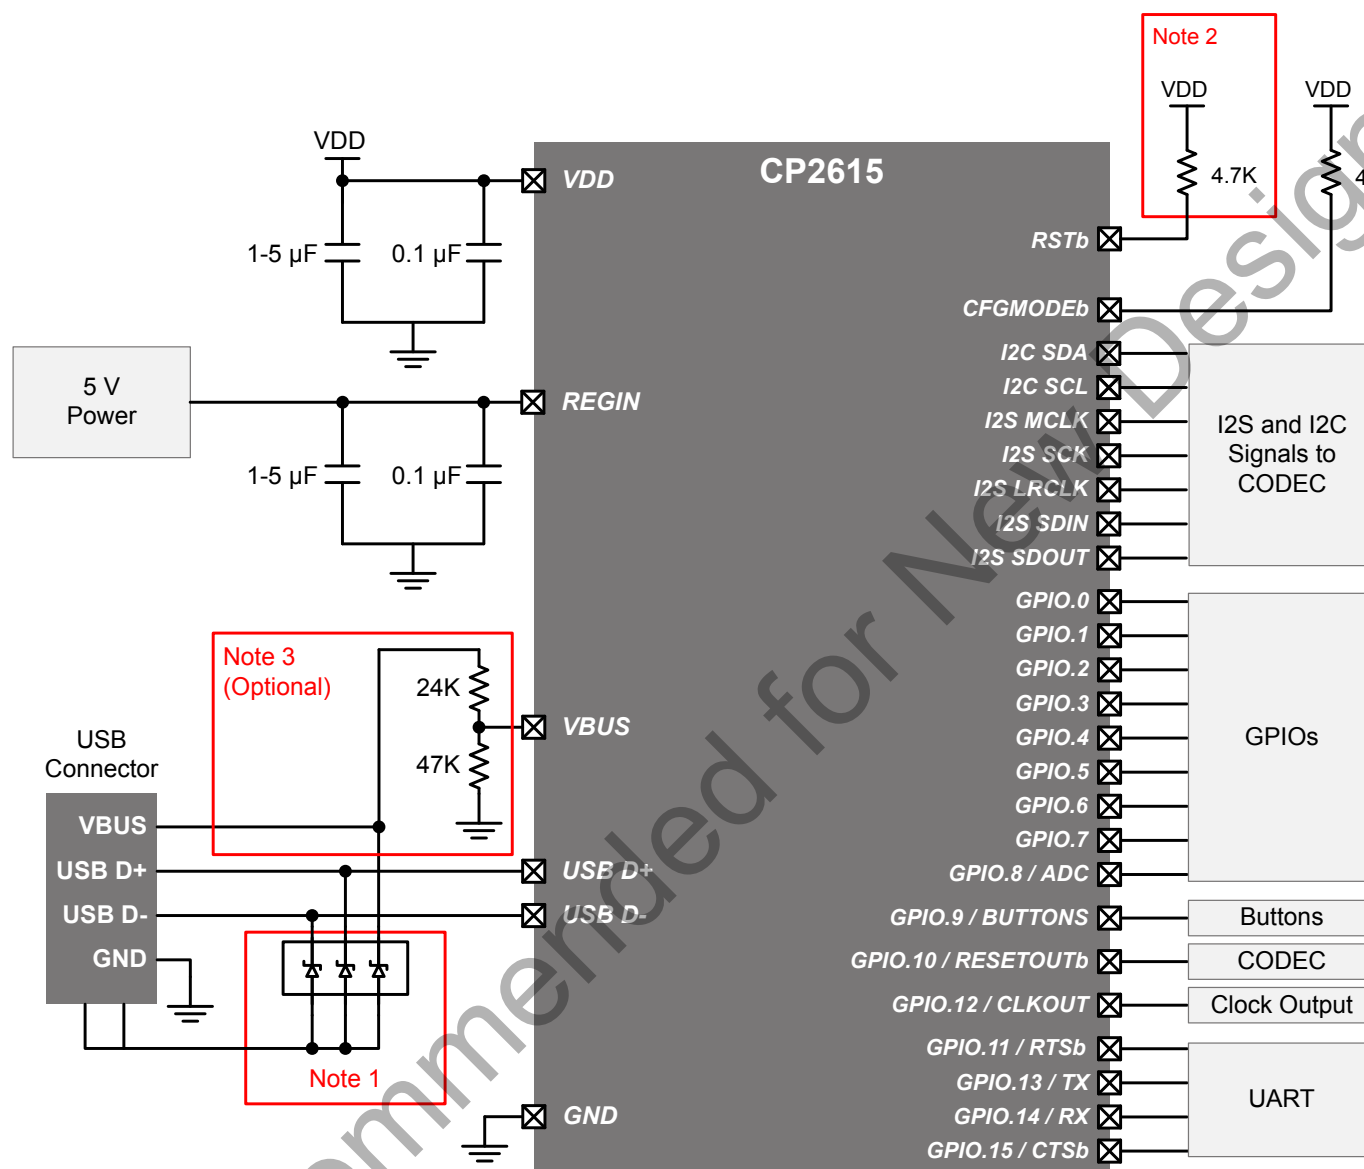 Note 2
VDD
VDD
VDD
CP2615
VDD
4.7K
4
1-5 µF
0.1 µF
RSTb
CFGMODEb
5 V
Power
REGIN
I2C SDA
I2C SCL
I2S MCLK
I2S SCK
I2S LRCLK
I2S SDIN
I2S SDOUT
I2S and I2C
Signals to
CODEC
1-5 µF
0.1 µF
Note 3
(Optional)
24K
47K
VBUS
GPIO.0
GPIO.1
GPIO.2
GPIO.3
GPIO.4
GPIO.5
GPIO.6
GPIO.7
GPIO.8 / ADC
GPIOs
USB
Connector
VBUS
USB D+
USB D-
GND
USB D+
USB D-
GPIO.9 / BUTTONS
Buttons
GPIO.10 / RESETOUTb
CODEC
GPIO.12 / CLKOUT
Clock Output
Note 1
GPIO.11 / RTSb
GPIO.13 / TX
GPIO.14 / RX
GPIO.15 / CTSb
UART
GND
ommended for New Design